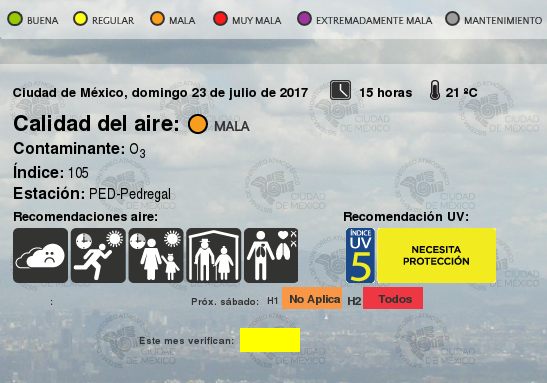 BUENA REGULAR MALA MUY MALA EXTREMADAMENTE MALA MANTENIMIENTO
Ciudad de México, domingo 23 de julio de 2017 15 horas 21 ºC
Calidad del aire: MALA
Contaminante: O3
Índice: 105
Estación: PED-Pedregal
Recomendaciones aire: Recomendación UV:
ÍNDICE
UV
5
NECESITA
PROTECCIÓN
: Próx. sábado: H1 No Aplica H2 Todos
Este mes verifican:
CIUDAD
DE MÉXICO